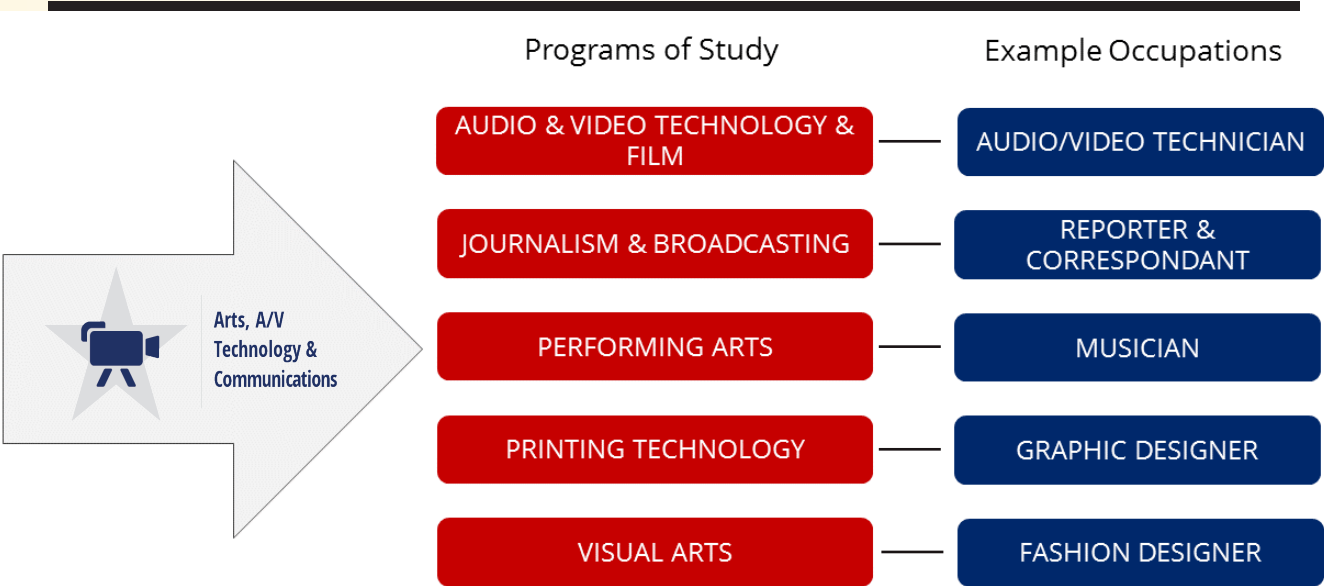 Programs of Study
Example Occupations
AUDIO & VIDEO TECHNOLOGY &
FILM
AUDIO/VIDEO TECHNICIAN
JOURNALISM & BROADCASTING
REPORTER &
CORRESPONDANT
Arts, A/V
Technology &
Communications
PERFORMING ARTS
MUSICIAN
PRINTING TECHNOLOGY
GRAPHIC DESIGNER
VISUAL ARTS
FASHION DESIGNER